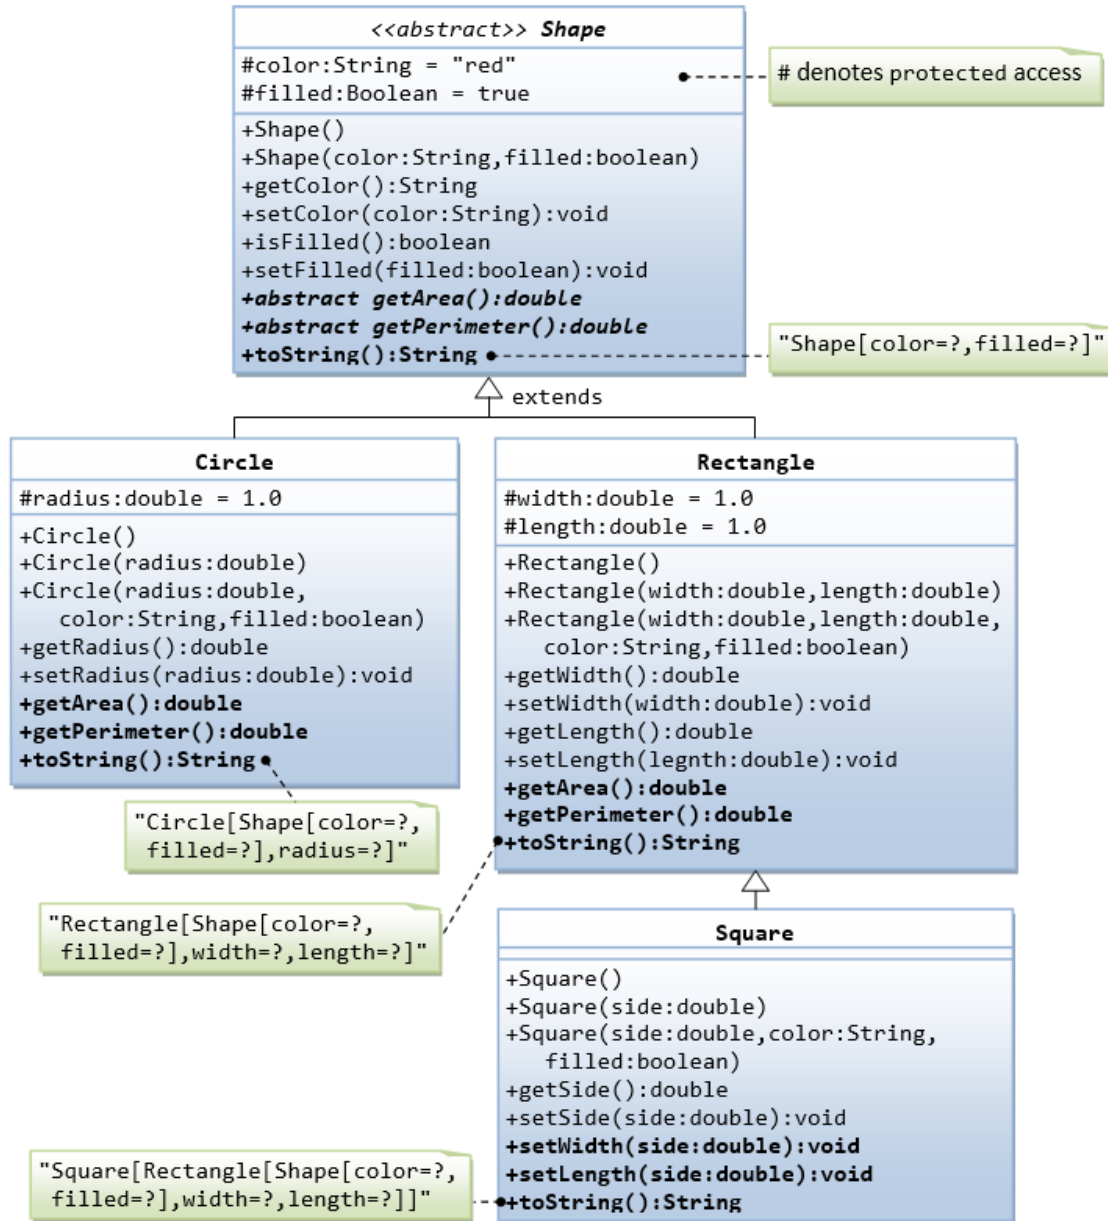 <<abstract>> Shape
#color:String = "red"
#filled:Boolean = true
# denotes protected access
+Shape()
+Shape(color:String,filled:boolean)
+getColor():String
+setColor(color:String):void
+isFilled():boolean
+setFilled(filled:boolean):void
+abstract getArea():double
+abstract getPerimeter():double
+toString():String
"Shape[color=?,filled=?]"
extends
Circle
#radius:double = 1.0
+Circle()
+Circle(radius:double)
+Circle(radius:double,
color:String,filled:boolean)
+getRadius():double
+setRadius(radius:double):void
+getArea():double
+getPerimeter():double
+toString():String
"Circle[Shape[color=?,
filled=?],radius=?]"
Rectangle
#width:double = 1.0
#length:double = 1.0
+Rectangle()
+Rectangle(width:double,length:double)
+Rectangle(width:double,length:double,
color:String,filled:boolean)
+getWidth():double
+setWidth(width:double):void
+getLength():double
+setLength(legnth:double):void
+getArea():double
+getPerimeter():double
+toString():String
"Rectangle[Shape[color=?,
filled=?],width=?,length=?]"
Square
+Square()
+Square(side:double)
+Square(side:double,color:String,
filled:boolean)
+getSide():double
+setSide(side:double):void
+setWidth(side:double):void
+setLength(side:double):void
+toString():String
"Square[Rectangle[Shape[color=?,
filled=?],width=?,length=?]]"